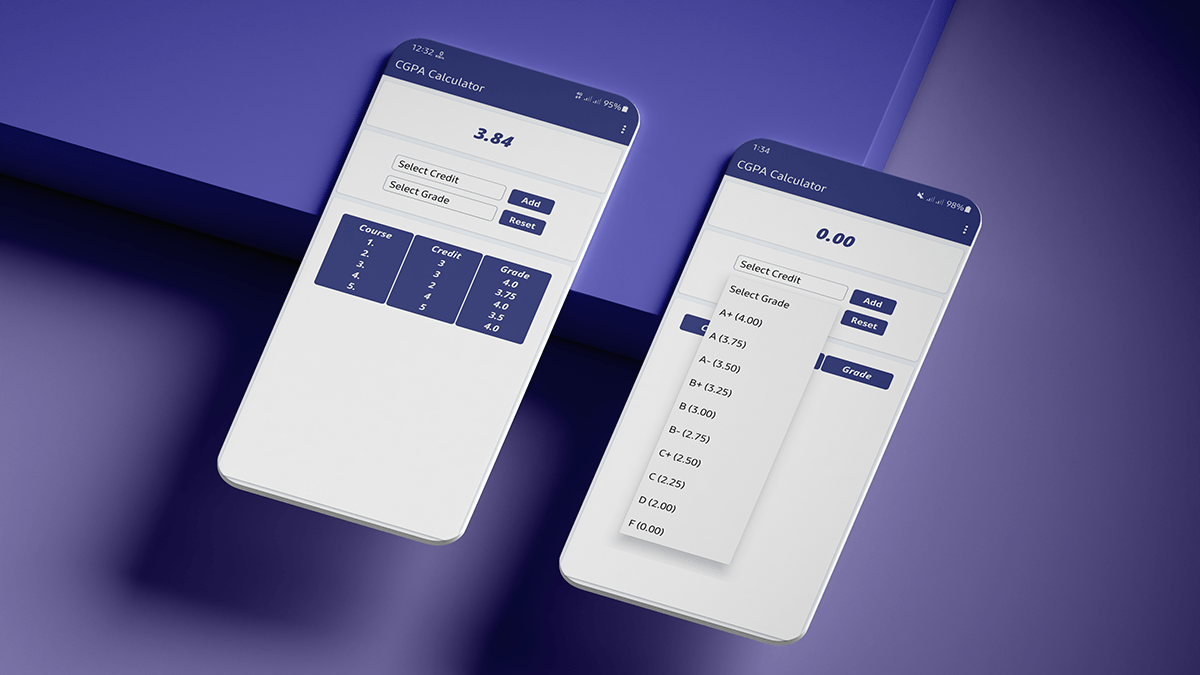 12:32
95%
CGPA Calculator
3.84
Select Credit
Select Grade
Add
Reset
Course
1.
2.
3.
4.
5.
Credit
3
3
2
4
5
Grade
4.0
3.75
4.0
3.5
4.0
1:34
98%
CGPA Calculator
0.00
Select Credit
Add
Reset
Select Grade
A+ (4.00)
A (3.75)
A- (3.50)
B+ (3.25)
B (3.00)
B- (2.75)
C+ (2.50)
C (2.25)
D (2.00)
F (0.00)
C
Grade